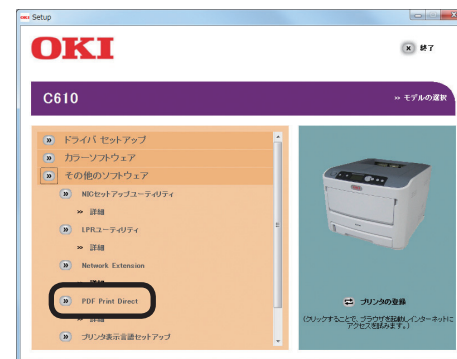 Setup
OKI
終了
C610
モデルの選択
ドライバ セットアップ
カラーソフトウェア
その他のソフトウェア
NICセットアップユーティリティ
詳細
LPRユーティリティ
詳細
Network Extension
詳細
PDF Print Direct
詳細
プリンタ表示言語セットアップ
プリンタの登録
(クリックすることで、ブラウザを起動しインターネットに
アクセスを試みます。)